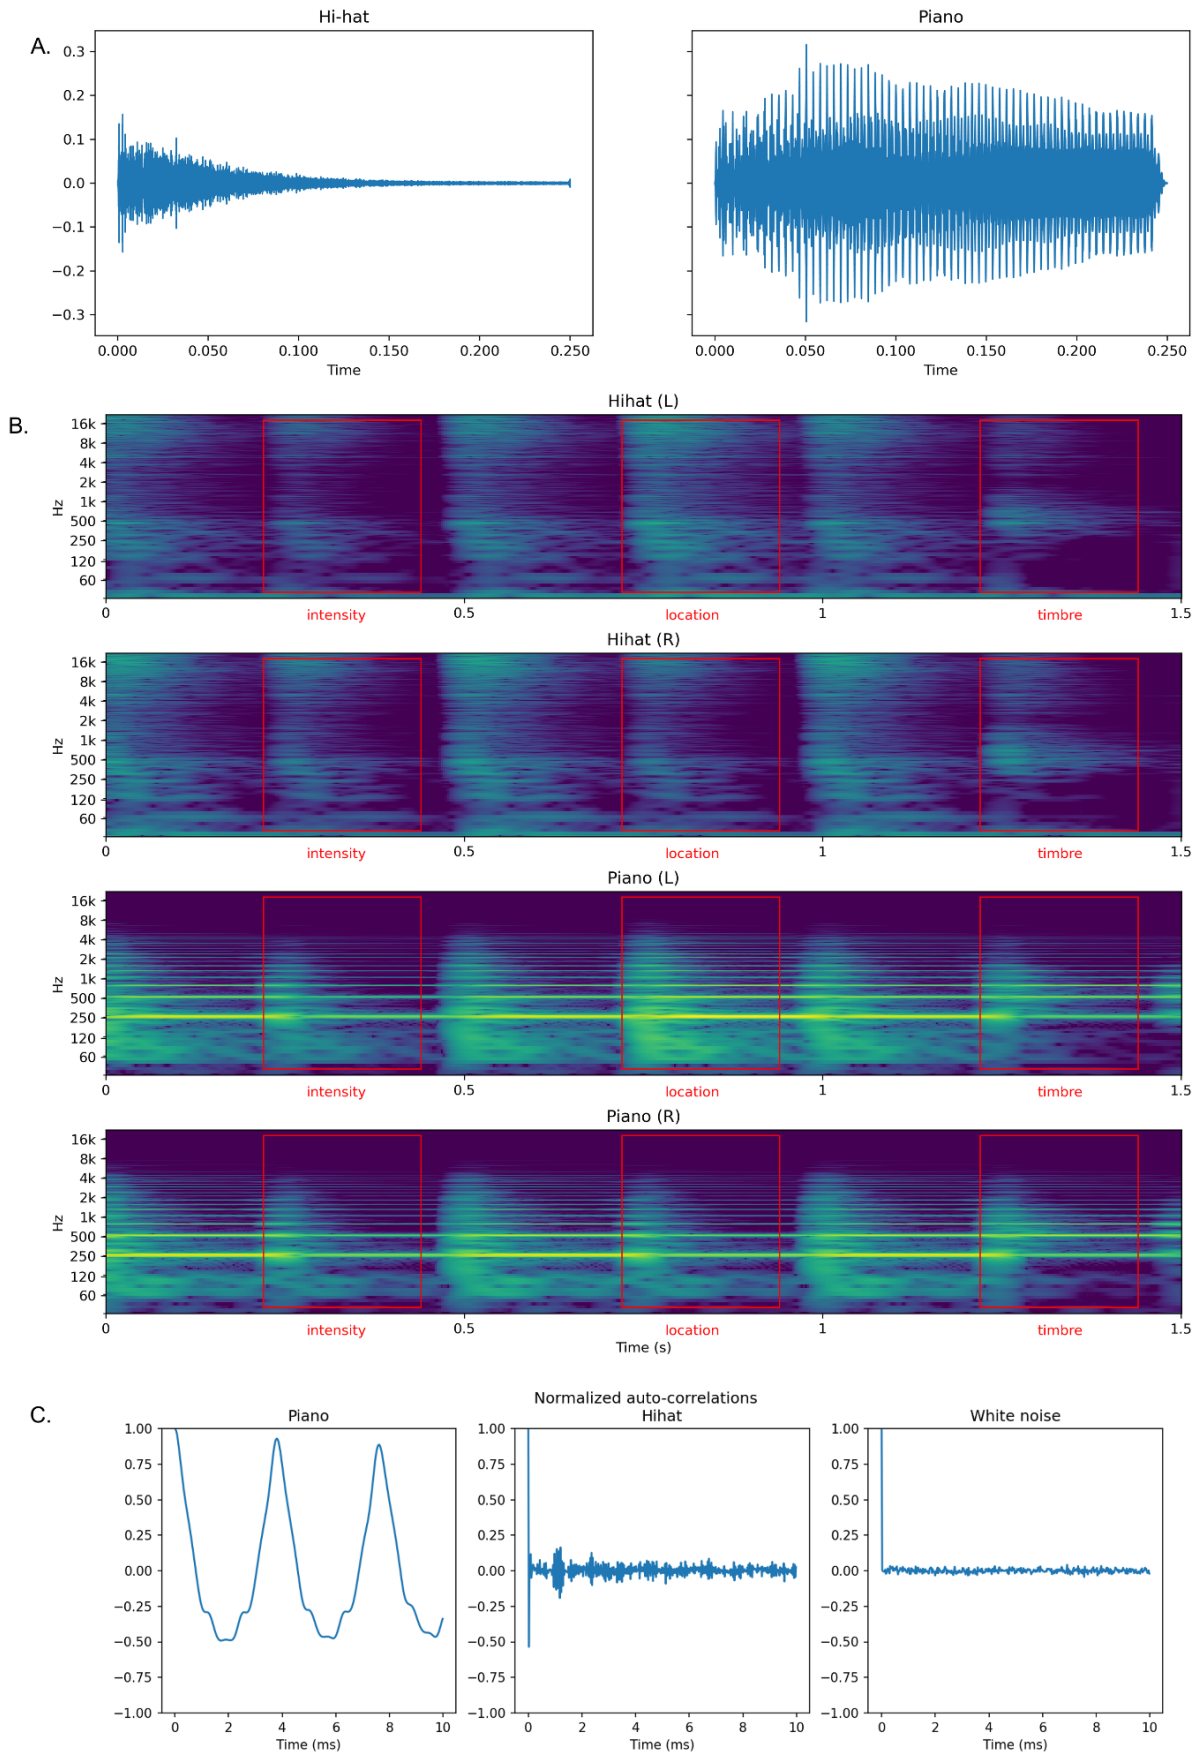 A.
Hi-hat
Piano
0.3
0.2
0.1
0.0
−0.1
−0.2
−0.3
0.000 0.050 0.100 0.150 0.200 0.250
Time
0.000 0.050 0.100 0.150 0.200 0.250
Time
B.
Hihat (L)
16k
8k
4k
2k
1k
500
250
120
60
Hz
0 intensity 0.5 location 1 timbre 1.5
Hihat (R)
16k
8k
4k
2k
1k
500
250
120
60
Hz
0 intensity 0.5 location 1 timbre 1.5
Piano (L)
16k
8k
4k
2k
1k
500
250
120
60
Hz
0 intensity 0.5 location 1 timbre 1.5
Piano (R)
16k
8k
4k
2k
1k
500
250
120
60
Hz
0 intensity 0.5 location 1 timbre 1.5
Time (s)
C.
Normalized auto-correlations
Piano
1.00
0.75
0.50
0.25
0.00
−0.25
−0.50
−0.75
−1.00
0 2 4 6 8 10
Time (ms)
Hihat
1.00
0.75
0.50
0.25
0.00
−0.25
−0.50
−0.75
−1.00
0 2 4 6 8 10
Time (ms)
White noise
1.00
0.75
0.50
0.25
0.00
−0.25
−0.50
−0.75
−1.00
0 2 4 6 8 10
Time (ms)